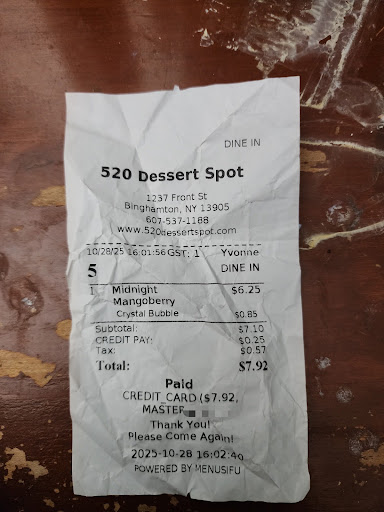 DINE IN
520 Dessert Spot
1237 Front St
Binghamton, NY 13905
607-537-1188
www.520dessertspot.com
10/28/25 16:01:56 GST: 1 Yvonne
5 DINE IN
1 Midnight $6.25
Mangoberry
Crystal Bubble $0.85
Subtotal: $7.10
CREDIT PAY: $0.25
Tax: $0.57
Total: $7.92
Paid
CREDIT_CARD ($7.92,
MASTER
Thank You!
Please Come Again!
2025-10-28 16:02:40
POWERED BY MENUSIFU